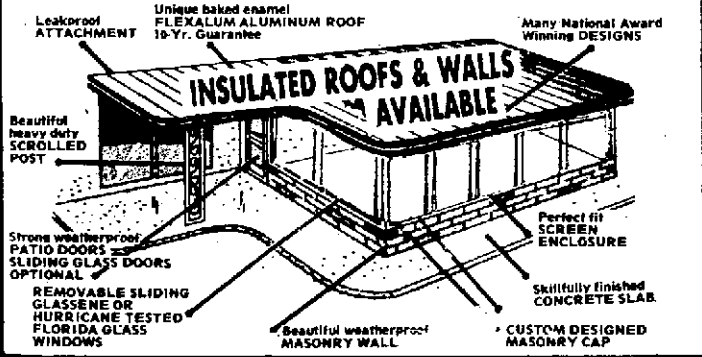 Leakproof
ATTACHMENT
Unique baked enamel
FLEXALUM ALUMINUM ROOF
10-Yr. Guarantee
Many National Award
Winning DESIGNS
INSULATED ROOFS & WALLS
AVAILABLE
Beautiful
heavy duty
SCROLLED
POST
Strong weatherproof
PATIO DOORS
SLIDING GLASS DOORS
OPTIONAL
REMOVABLE SLIDING
GLASSENE OR
HURRICANE TESTED
FLORIDA GLASS
WINDOWS
Beautiful weatherproof
MASONRY WALL
Perfect fit
SCREEN
ENCLOSURE
Skillfully finished
CONCRETE SLAB
CUSTOM DESIGNED
MASONRY CAP